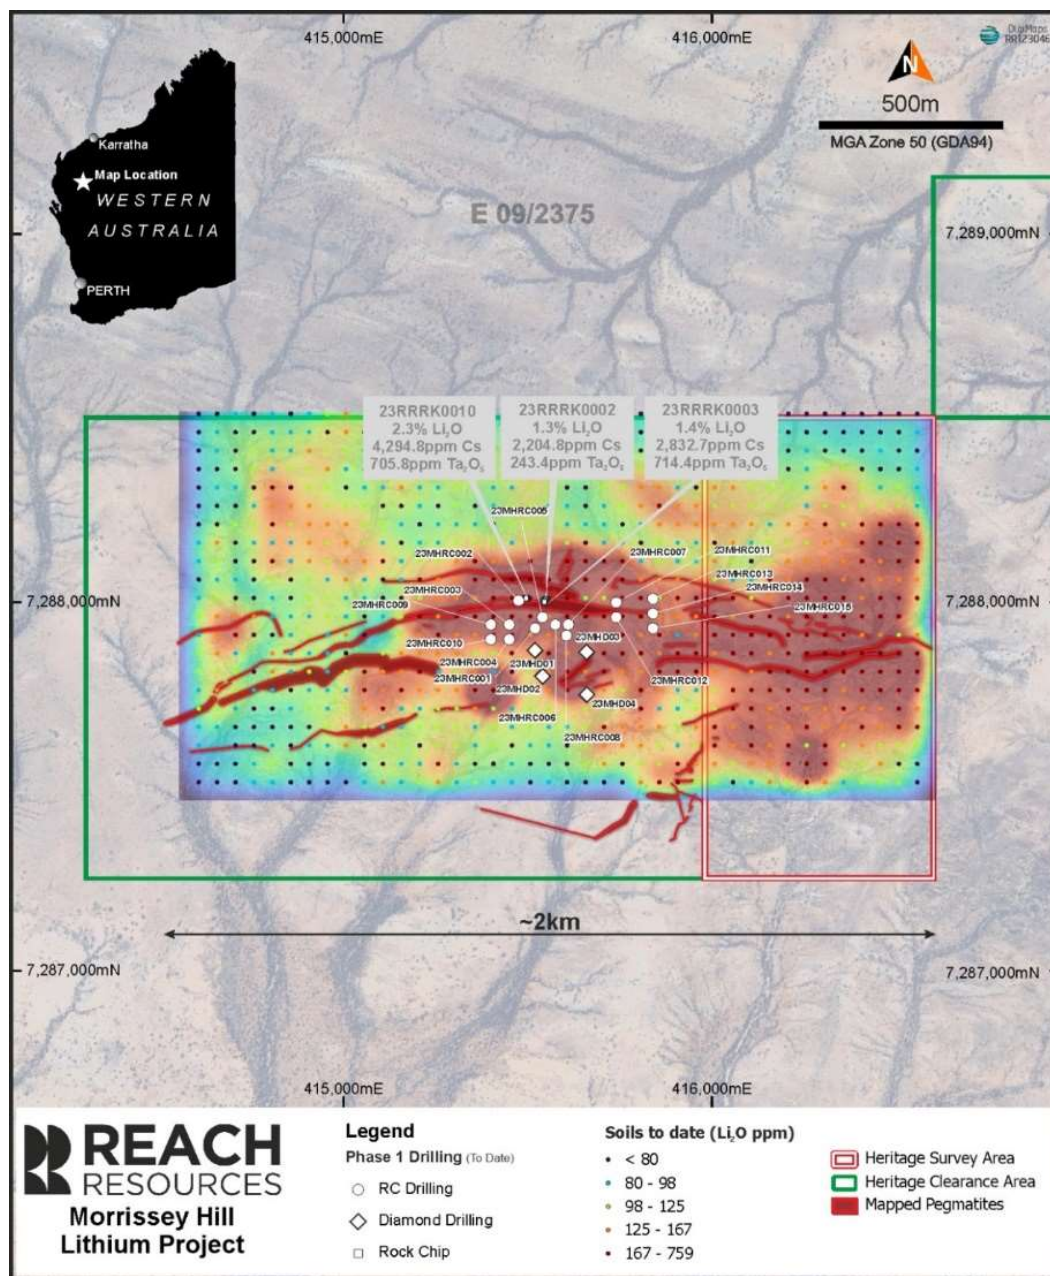 415,000mE
416,000mE
DuxMaps
RR123046
N
500m
MGA Zone 50 (GDA94)
Karratha
Map Location
WESTERN
AUSTRALIA
PERTH
E 09/2375
7,289,000mN
23RRRK0010
2.3% Li₂O
4,294.8ppm Cs
705.8ppm Ta₂O₅
23RRRK0002
1.3% Li₂O
2,204.8ppm Cs
243.4ppm Ta₂O₅
23RRRK0003
1.4% Li₂O
2,832.7ppm Cs
714.4ppm Ta₂O₅
23MHRC005
23MHRC002
23MHRC007
23MHRC011
23MHRC003
23MHRC013
23MHRC014
23MHRC009
23MHRC015
7,288,000mN
7,288,000mN
23MHRC010
23MHD03
23MHRC004
23MHD01
23MHRC001
23MHRC012
23MHD02
23MHD04
23MHRC006
23MHRC008
~2km
7,287,000mN
7,287,000mN
415,000mE
416,000mE
REACH
RESOURCES
Morrissey Hill
Lithium Project
Legend
Phase 1 Drilling (To Date)
RC Drilling
Diamond Drilling
Rock Chip
Soils to date (Li₂O ppm)
< 80
80 - 98
98 - 125
125 - 167
167 - 759
Heritage Survey Area
Heritage Clearance Area
Mapped Pegmatites